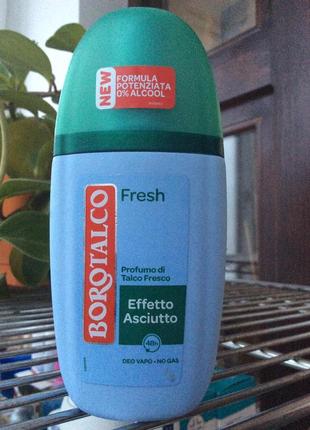 NEW
FORMULA
POTENZIATA
0% ALCOOL
BOROTALCO
Fresh
Profumo di
Talco Fresco
Effetto
Asciutto
48h
DEO VAPO • NO GAS